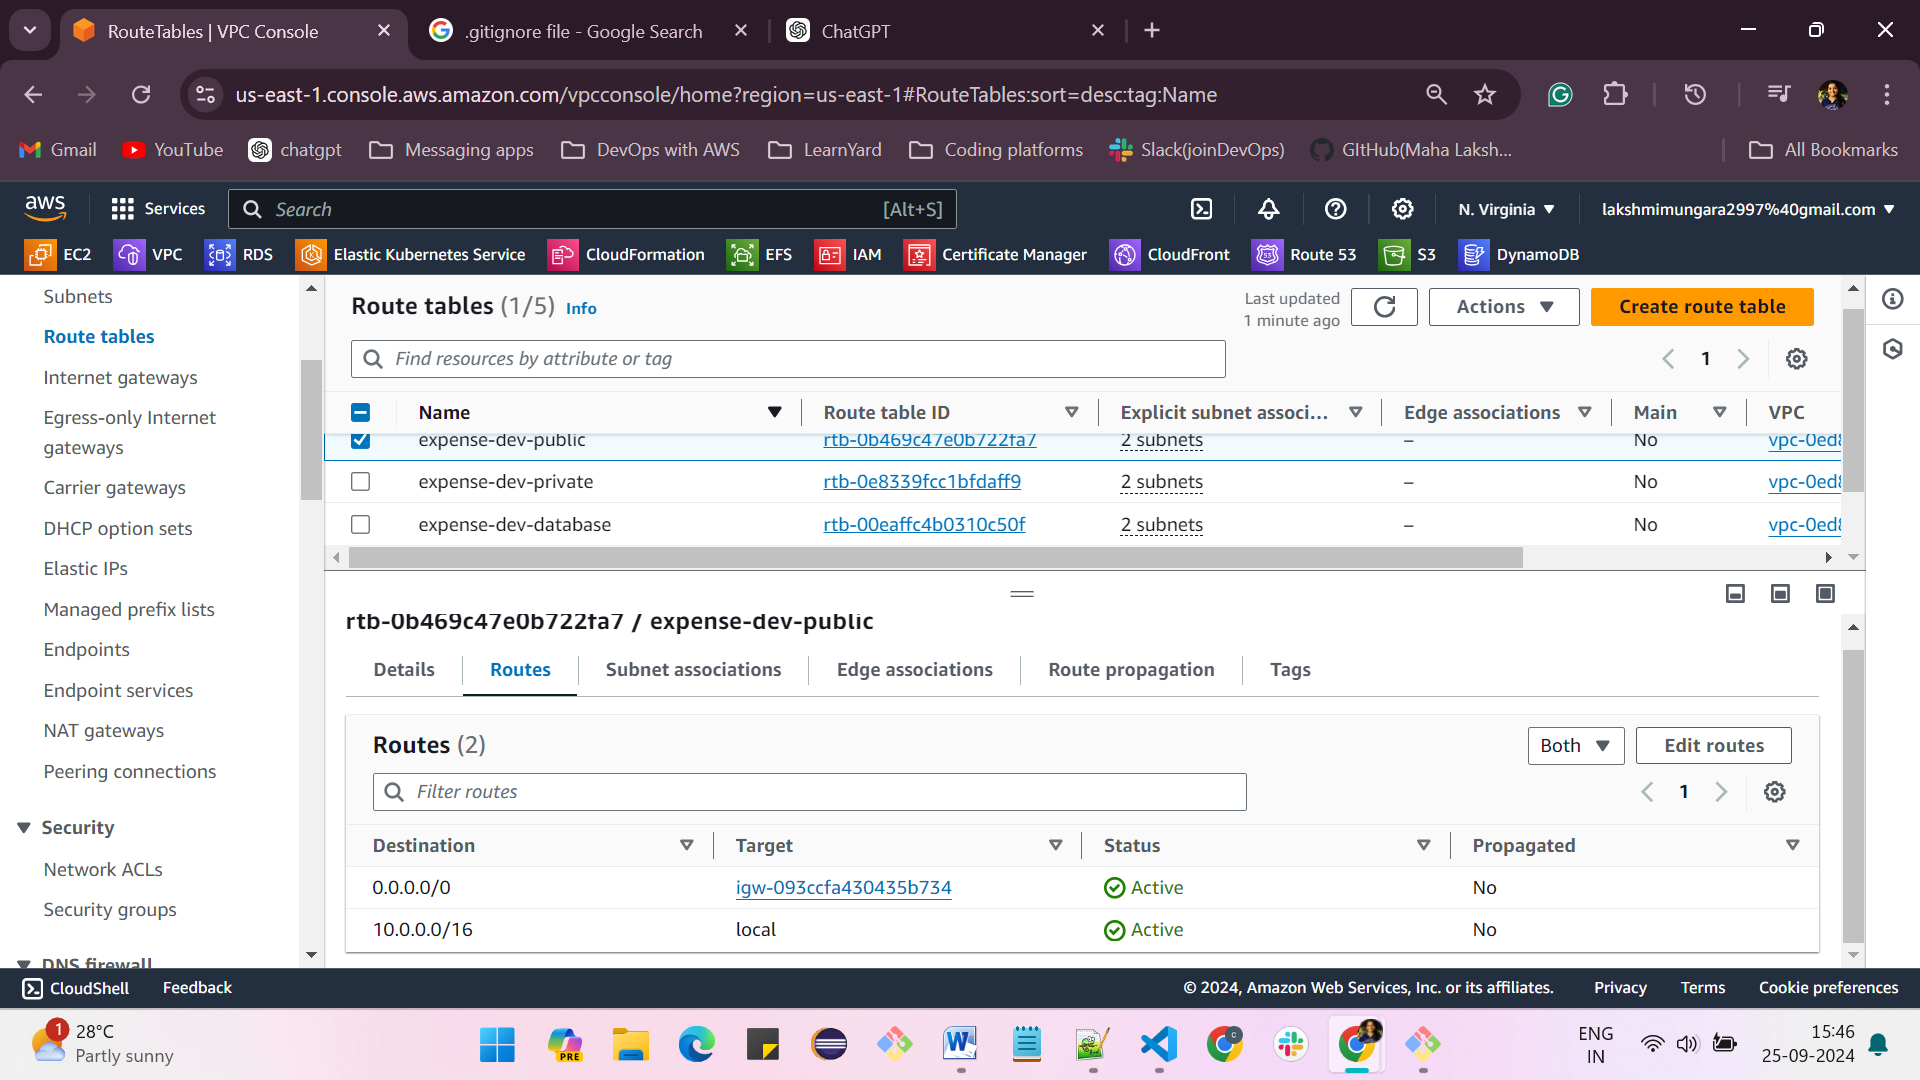 RouteTables | VPC Console
.gitignore file - Google Search
ChatGPT
us-east-1.console.aws.amazon.com/vpcconsole/home?region=us-east-1#RouteTables:sort=desc:tag:Name
Gmail
YouTube
chatgpt
Messaging apps
DevOps with AWS
LearnYard
Coding platforms
Slack(joinDevOps)
GItHub(Maha Laksh...
All Bookmarks
aws
Services
Search
[Alt+S]
N. Virginia
lakshmimungara2997%40gmail.com
EC2
VPC
RDS
Elastic Kubernetes Service
CloudFormation
EFS
IAM
Certificate Manager
CloudFront
Route 53
S3
DynamoDB
Subnets
Route tables
Internet gateways
Egress-only Internet
gateways
Carrier gateways
DHCP option sets
Elastic IPs
Managed prefix lists
Endpoints
Endpoint services
NAT gateways
Peering connections
Security
Network ACLs
Security groups
DNS firewall
Route tables (1/5) Info
Last updated
1 minute ago
Actions
Create route table
Find resources by attribute or tag
1
Name Route table ID Explicit subnet associ... Edge associations Main VPC
expense-dev-public rtb-0b469c47e0b722fa7 2 subnets – No vpc-0ed8
expense-dev-private rtb-0e8339fcc1bfdaff9 2 subnets – No vpc-0ed8
expense-dev-database rtb-00eaffc4b0310c50f 2 subnets – No vpc-0ed8
rtb-0b469c47e0b722fa7 / expense-dev-public
Details
Routes
Subnet associations
Edge associations
Route propagation
Tags
Routes (2)
Both
Edit routes
Filter routes
1
Destination Target Status Propagated
0.0.0.0/0 igw-093ccfa430435b734 Active No
10.0.0.0/16 local Active No
CloudShell
Feedback
© 2024, Amazon Web Services, Inc. or its affiliates.
Privacy
Terms
Cookie preferences
1
28°C
Partly sunny
PRE
ENG
IN
15:46
25-09-2024